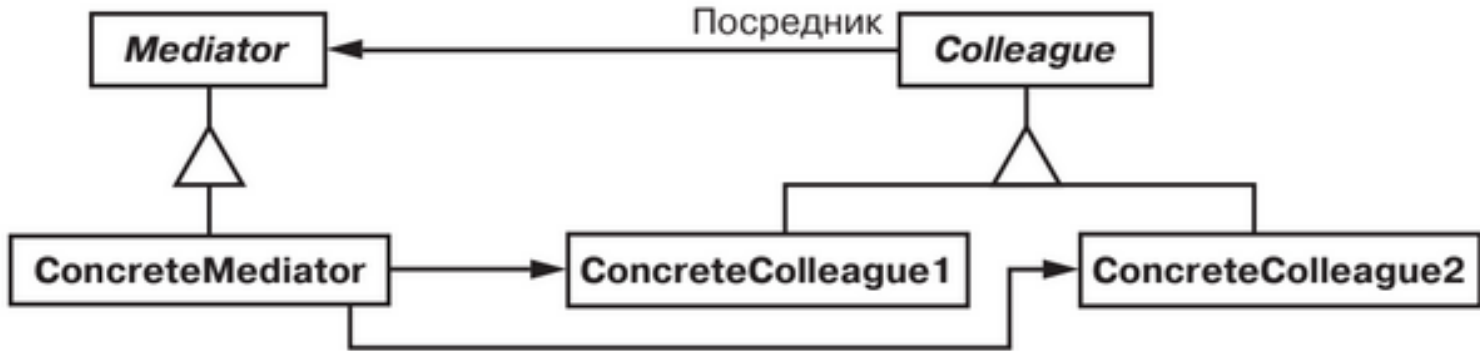 Mediator
Посредник
Colleague
ConcreteMediator
ConcreteColleague1
ConcreteColleague2